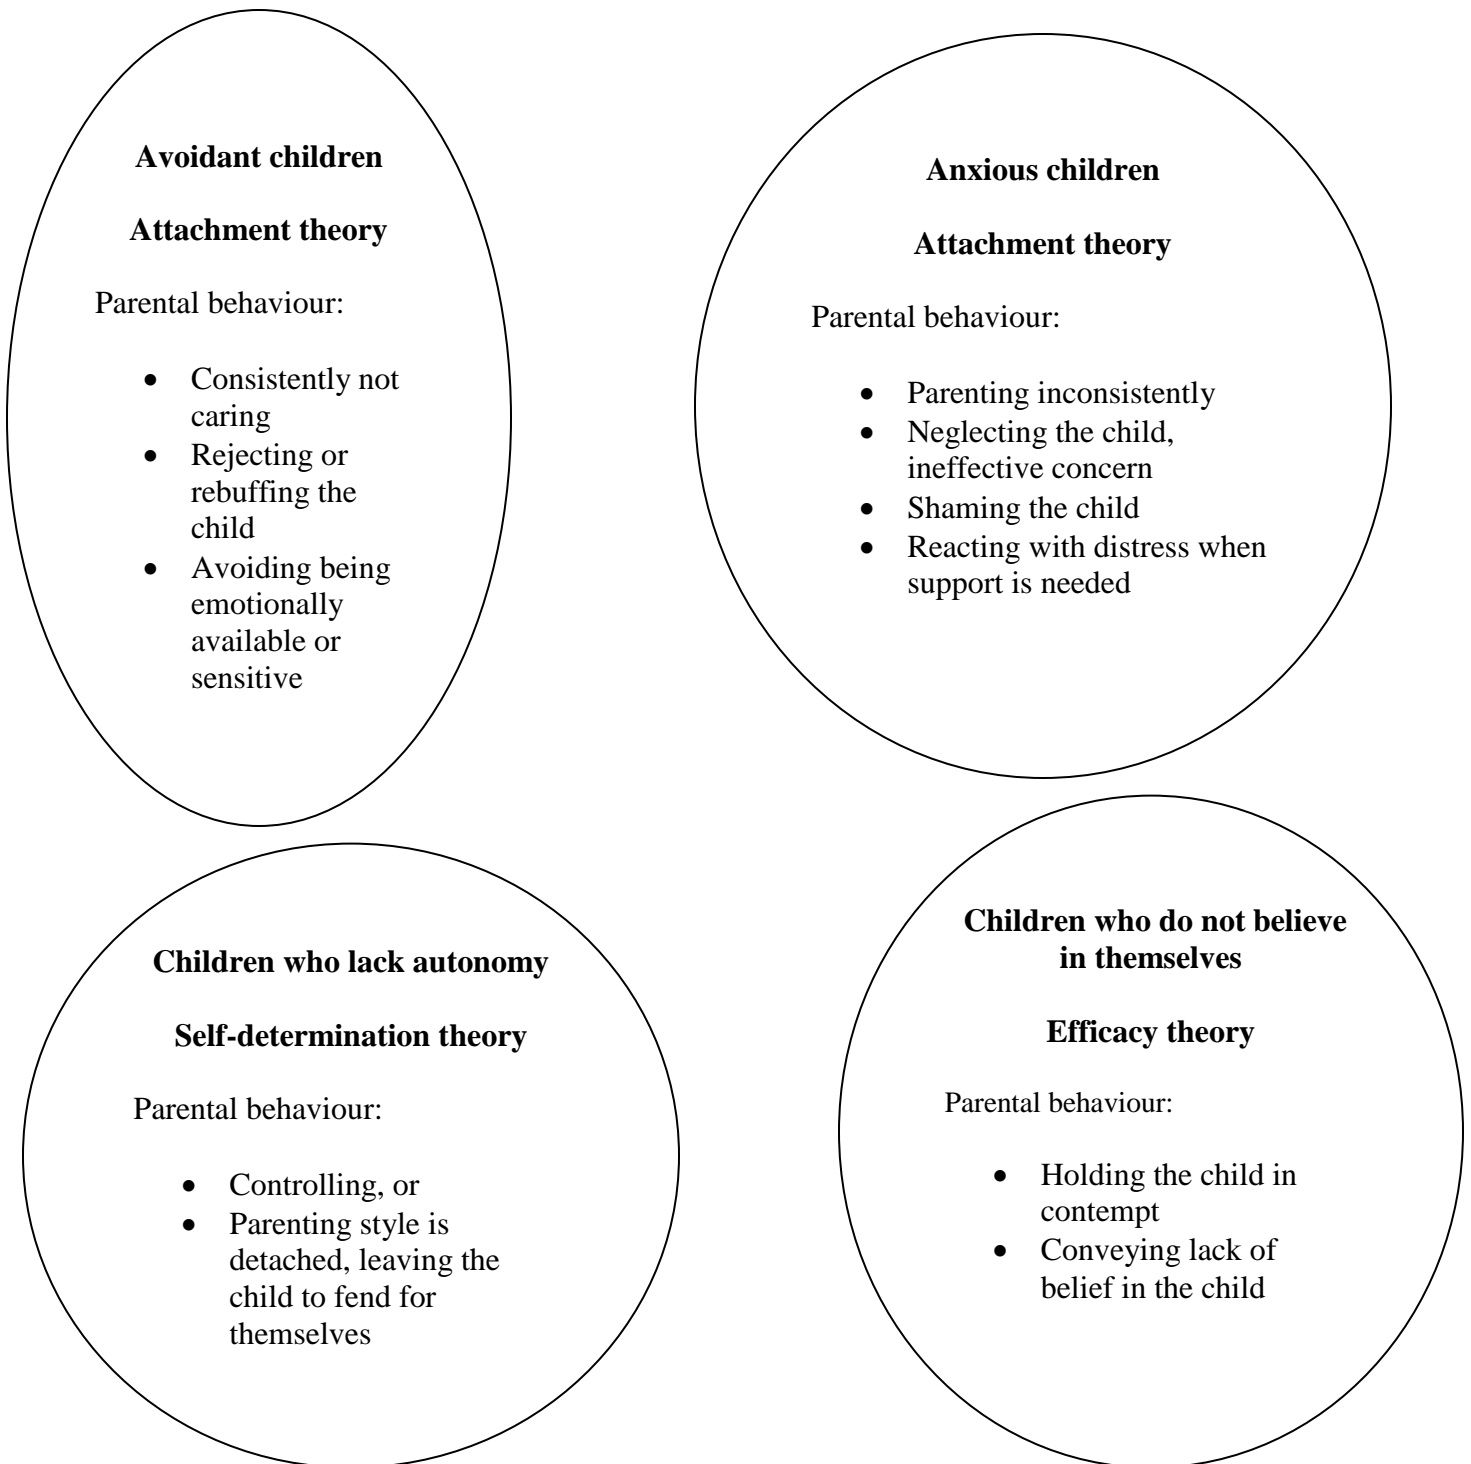 Avoidant children
Attachment theory
Parental behaviour:
• Consistently not
caring
• Rejecting or
rebuffing the
child
• Avoiding being
emotionally
available or
sensitive
Anxious children
Attachment theory
Parental behaviour:
• Parenting inconsistently
• Neglecting the child,
ineffective concern
• Shaming the child
• Reacting with distress when
support is needed
Children who lack autonomy
Self-determination theory
Parental behaviour:
• Controlling, or
• Parenting style is
detached, leaving the
child to fend for
themselves
Children who do not believe
in themselves
Efficacy theory
Parental behaviour:
• Holding the child in
contempt
• Conveying lack of
belief in the child